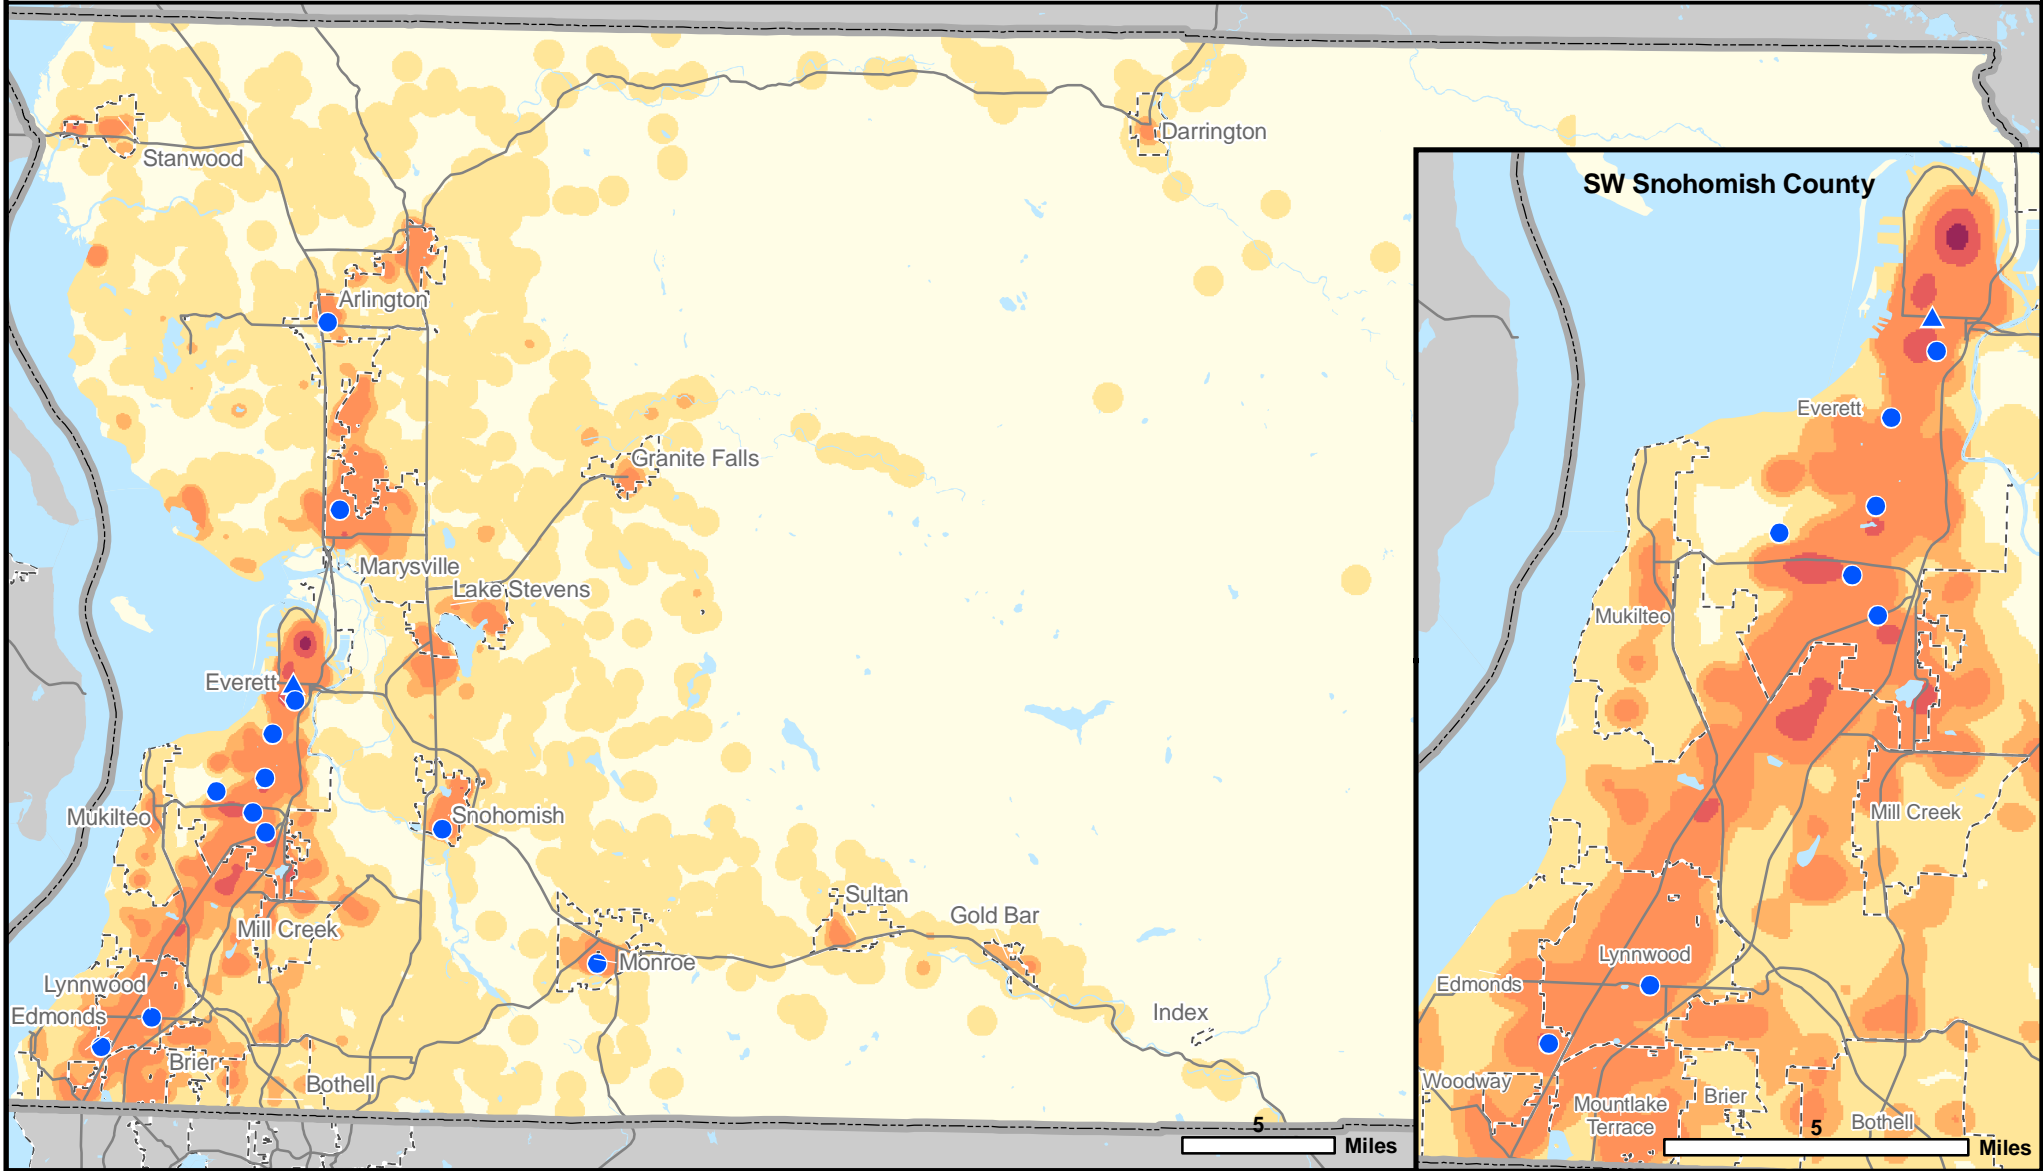 Stanwood
Darrington
Arlington
Granite Falls
Marysville
Lake Stevens
Everett
Mukilteo
Snohomish
Mill Creek
Sultan
Gold Bar
Monroe
Lynnwood
Edmonds
Brier
Bothell
Index
5
Miles
SW Snohomish County
Everett
Mukilteo
Mill Creek
Lynnwood
Edmonds
Woodway
Mountlake
Terrace
Brier
Bothell
5
Miles